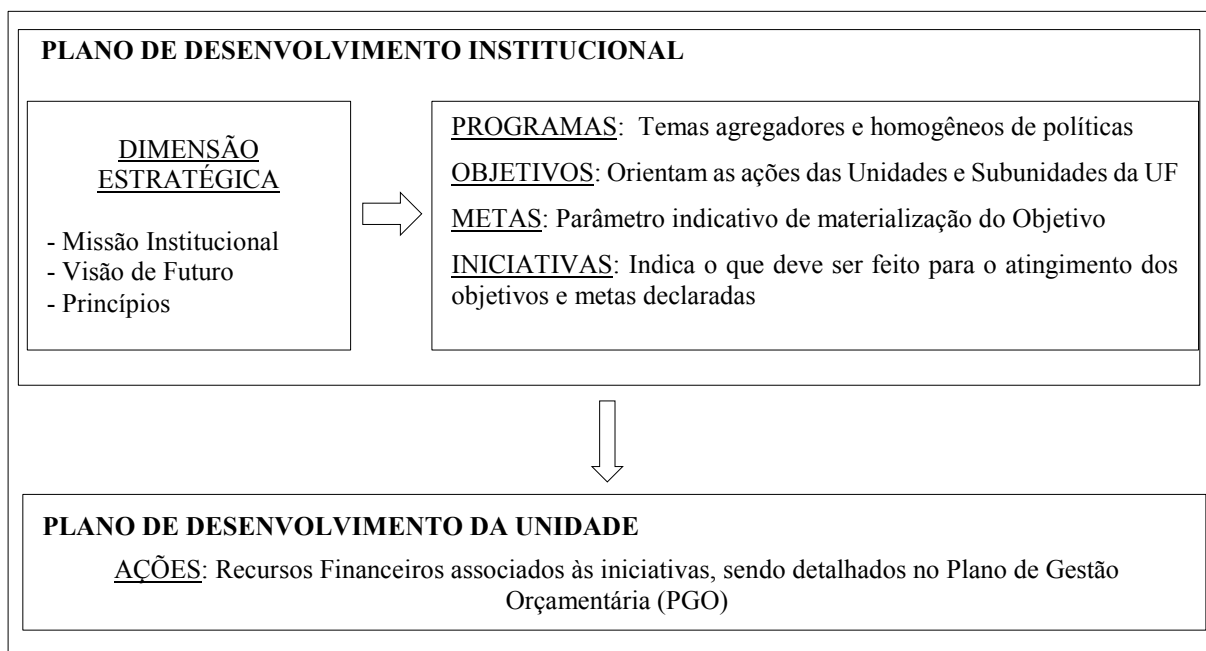 PLANO DE DESENVOLVIMENTO INSTITUCIONAL
DIMENSÃO
ESTRATÉGICA
- Missão Institucional
- Visão de Futuro
- Princípios
PROGRAMAS: Temas agregadores e homogêneos de políticas
OBJETIVOS: Orientam as ações das Unidades e Subunidades da UF
METAS: Parâmetro indicativo de materialização do Objetivo
INICIATIVAS: Indica o que deve ser feito para o atingimento dos
objetivos e metas declaradas
PLANO DE DESENVOLVIMENTO DA UNIDADE
AÇÕES: Recursos Financeiros associados às iniciativas, sendo detalhados no Plano de Gestão
Orçamentária (PGO)